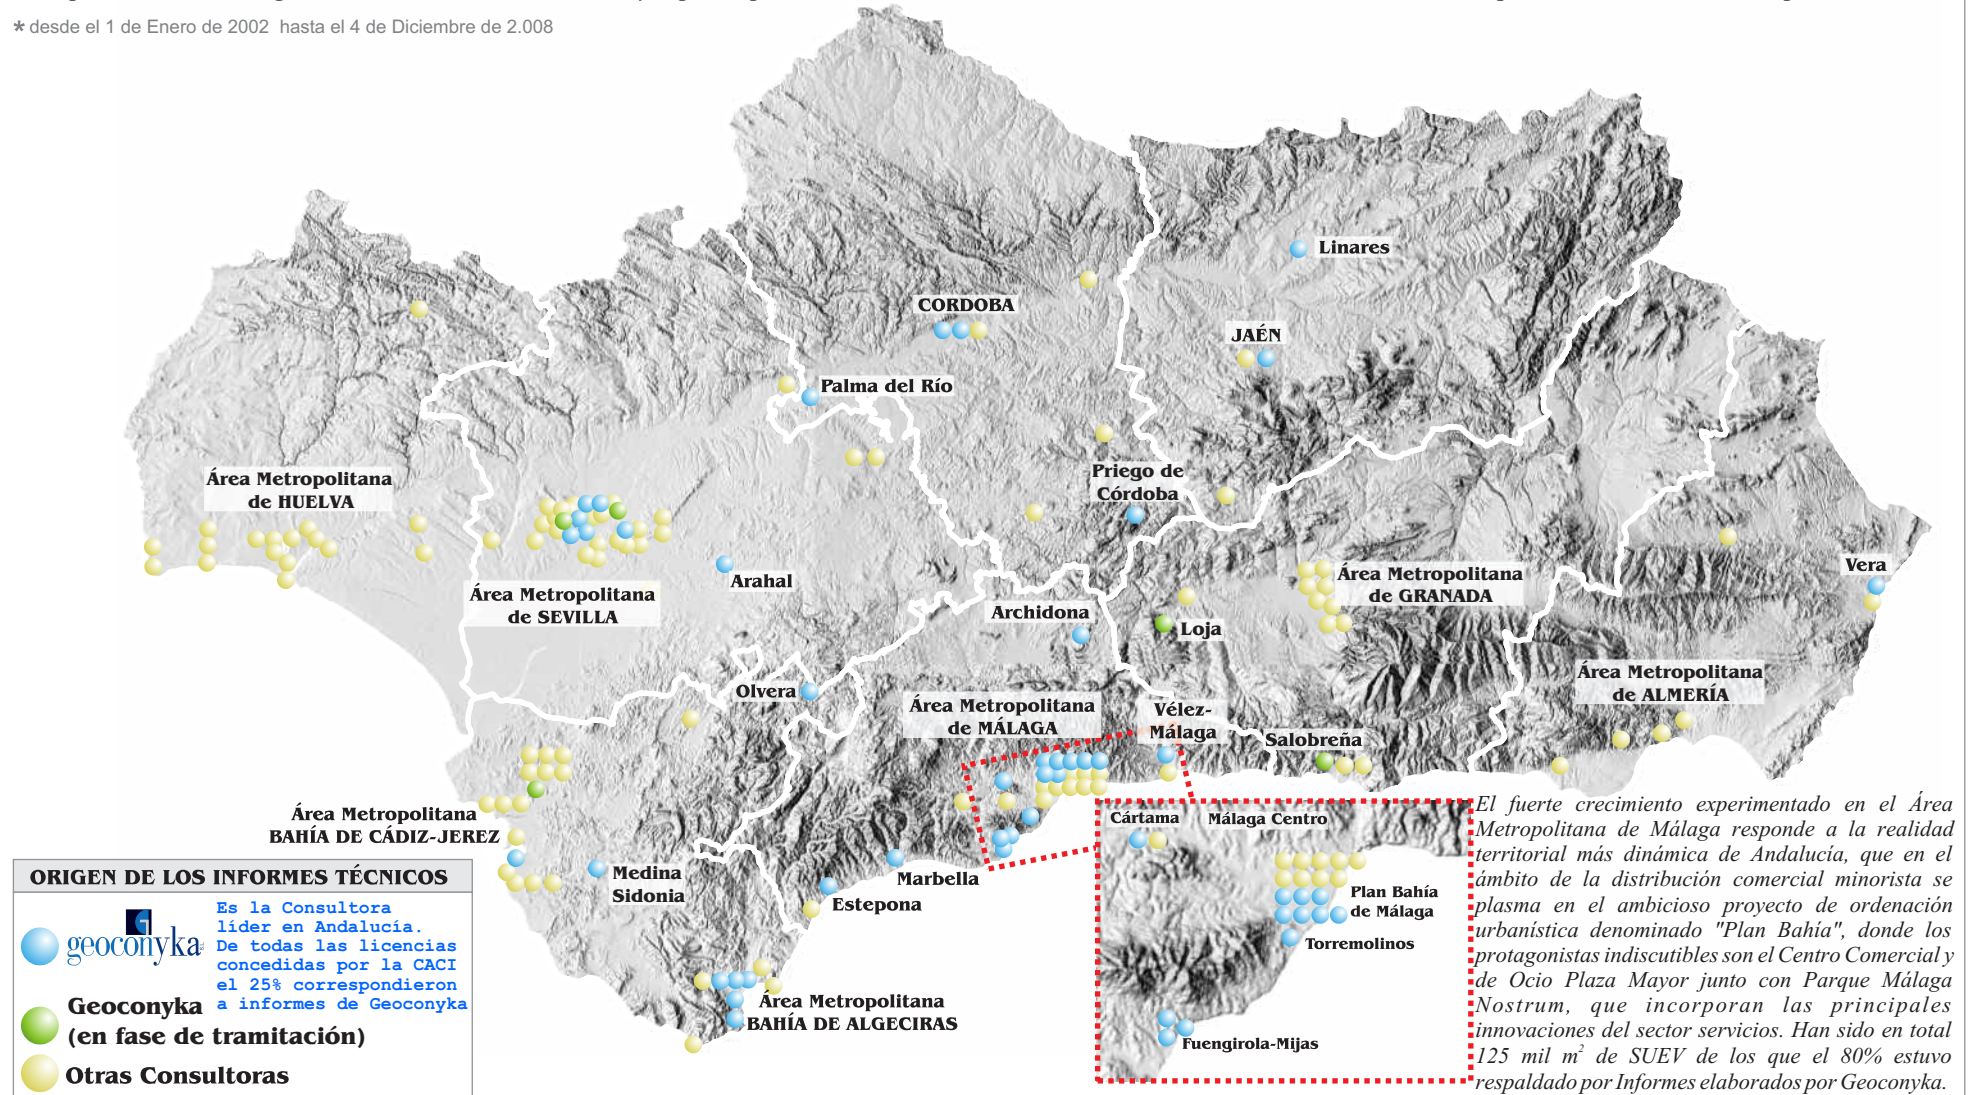 * desde el 1 de Enero de 2002 hasta el 4 de Diciembre de 2.008
Linares
CORDOBA
JAÉN
Palma del Río
Priego de
Córdoba
Área Metropolitana
de HUELVA
Arahal
Área Metropolitana
de SEVILLA
Archidona
Loja
Área Metropolitana
de GRANADA
Vera
Área Metropolitana
de ALMERÍA
Olvera
Área Metropolitana
de MÁLAGA
Vélez-
Málaga
Salobreña
Área Metropolitana
BAHÍA DE CÁDIZ-JEREZ
Medina
Sidonia
Marbella
Estepona
Área Metropolitana
BAHÍA DE ALGECIRAS
Cártama
Málaga Centro
Plan Bahía
de Málaga
Torremolinos
Fuengirola-Mijas
ORIGEN DE LOS INFORMES TÉCNICOS
geoconyka
Es la Consultora
líder en Andalucía.
De todas las licencias
concedidas por la CACI
el 25% correspondieron
a informes de Geoconyka
Geoconyka
(en fase de tramitación)
Otras Consultoras
El fuerte crecimiento experimentado en el Área
Metropolitana de Málaga responde a la realidad
territorial más dinámica de Andalucía, que en el
ámbito de la distribución comercial minorista se
plasma en el ambicioso proyecto de ordenación
urbanística denominado "Plan Bahía", donde los
protagonistas indiscutibles son el Centro Comercial y
de Ocio Plaza Mayor junto con Parque Málaga
Nostrum, que incorporan las principales
innovaciones del sector servicios. Han sido en total
125 mil m² de SUEV de los que el 80% estuvo
respaldado por Informes elaborados por Geoconyka.